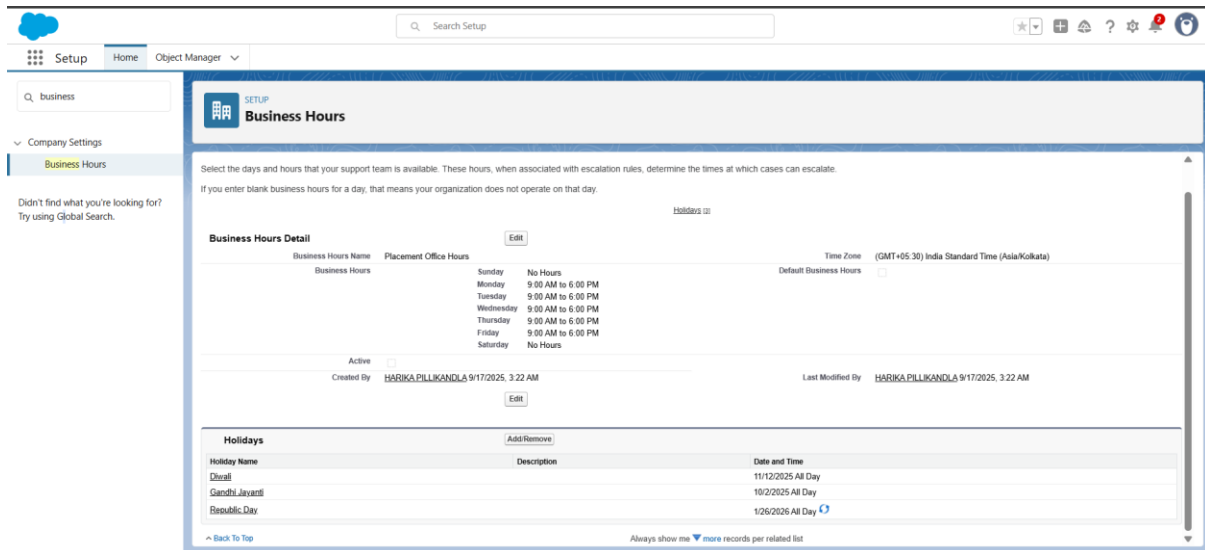 Search Setup
2
Setup Home Object Manager
business
Company Settings
Business Hours
Didn't find what you're looking for?
Try using Global Search.
SETUP
Business Hours
Select the days and hours that your support team is available. These hours, when associated with escalation rules, determine the times at which cases can escalate.
If you enter blank business hours for a day, that means your organization does not operate on that day.
Holidays [3]
Business Hours Detail Edit
Business Hours Name Placement Office Hours Time Zone (GMT+05:30) India Standard Time (Asia/Kolkata)
Business Hours Sunday No Hours Default Business Hours
Monday 9:00 AM to 6:00 PM
Tuesday 9:00 AM to 6:00 PM
Wednesday 9:00 AM to 6:00 PM
Thursday 9:00 AM to 6:00 PM
Friday 9:00 AM to 6:00 PM
Saturday No Hours
Active
Created By HARIKA PILLIKANDLA 9/17/2025, 3:22 AM Last Modified By HARIKA PILLIKANDLA 9/17/2025, 3:22 AM
Edit
Holidays Add/Remove
Holiday Name Description Date and Time
Diwali 11/12/2025 All Day
Gandhi Jayanti 10/2/2025 All Day
Republic Day 1/26/2026 All Day
Back To Top Always show me more records per related list